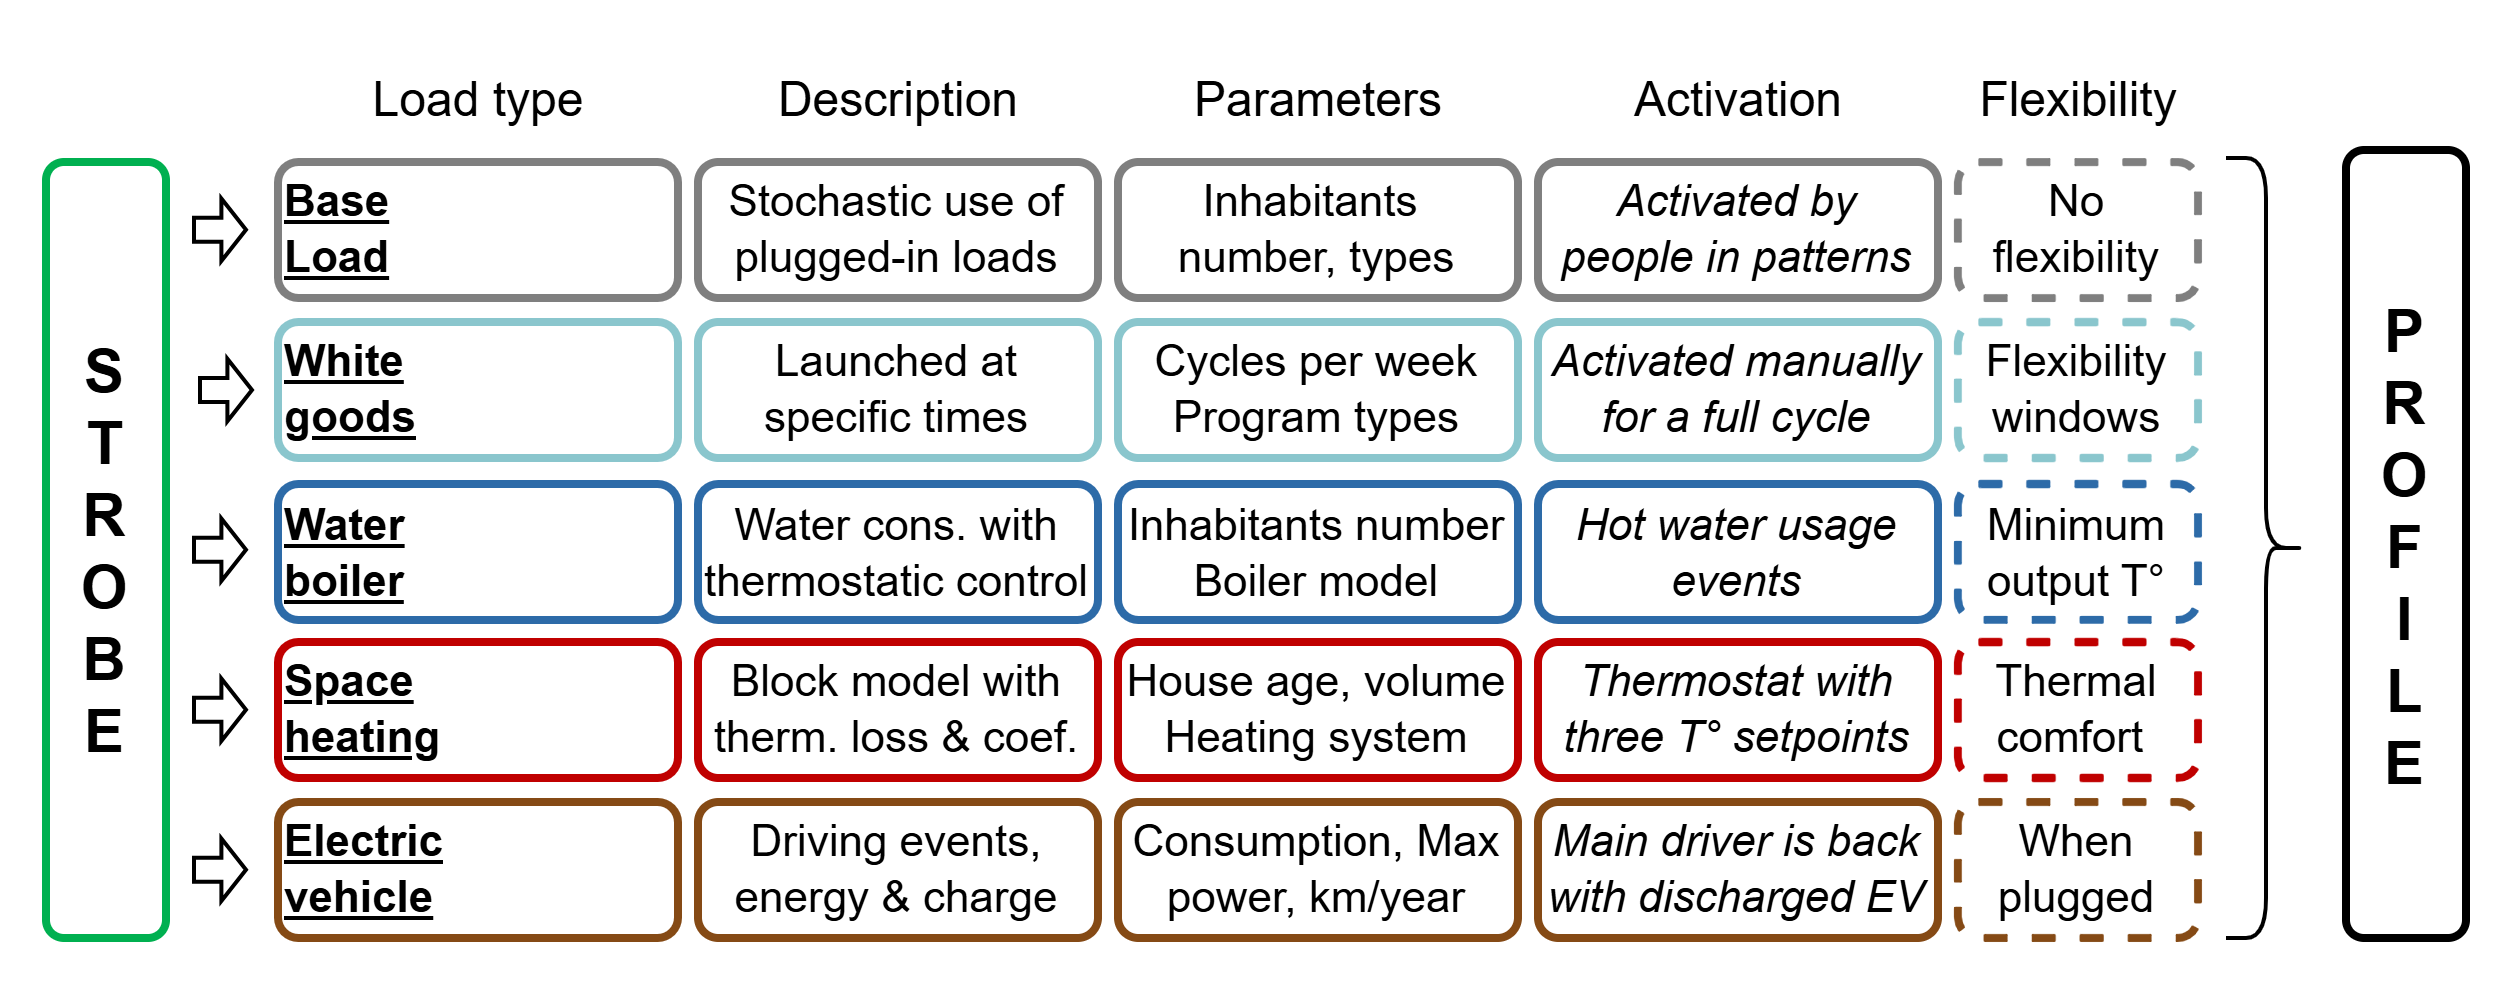 Load type
Description
Parameters
Activation
Flexibility
STROBE
Base
Load
Stochastic use of
plugged-in loads
Inhabitants
number, types
Activated by
people in patterns
No
flexibility
White
goods
Launched at
specific times
Cycles per week
Program types
Activated manually
for a full cycle
Flexibility
windows
Water
boiler
Water cons. with
thermostatic control
Inhabitants number
Boiler model
Hot water usage
events
Minimum
output T°
Space
heating
Block model with
therm. loss & coef.
House age, volume
Heating system
Thermostat with
three T° setpoints
Thermal
comfort
Electric
vehicle
Driving events,
energy & charge
Consumption, Max
power, km/year
Main driver is back
with discharged EV
When
plugged
PROFILE